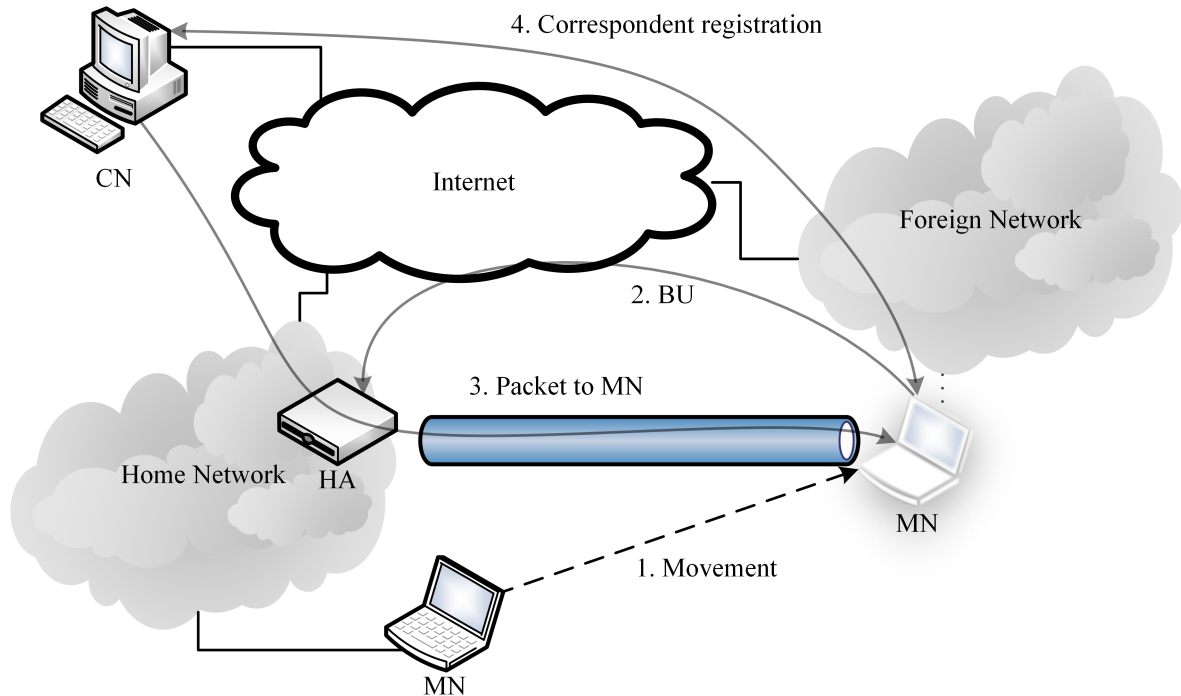 4. Correspondent registration
CN
Internet
Foreign Network
2. BU
3. Packet to MN
Home Network
HA
MN
1. Movement
MN